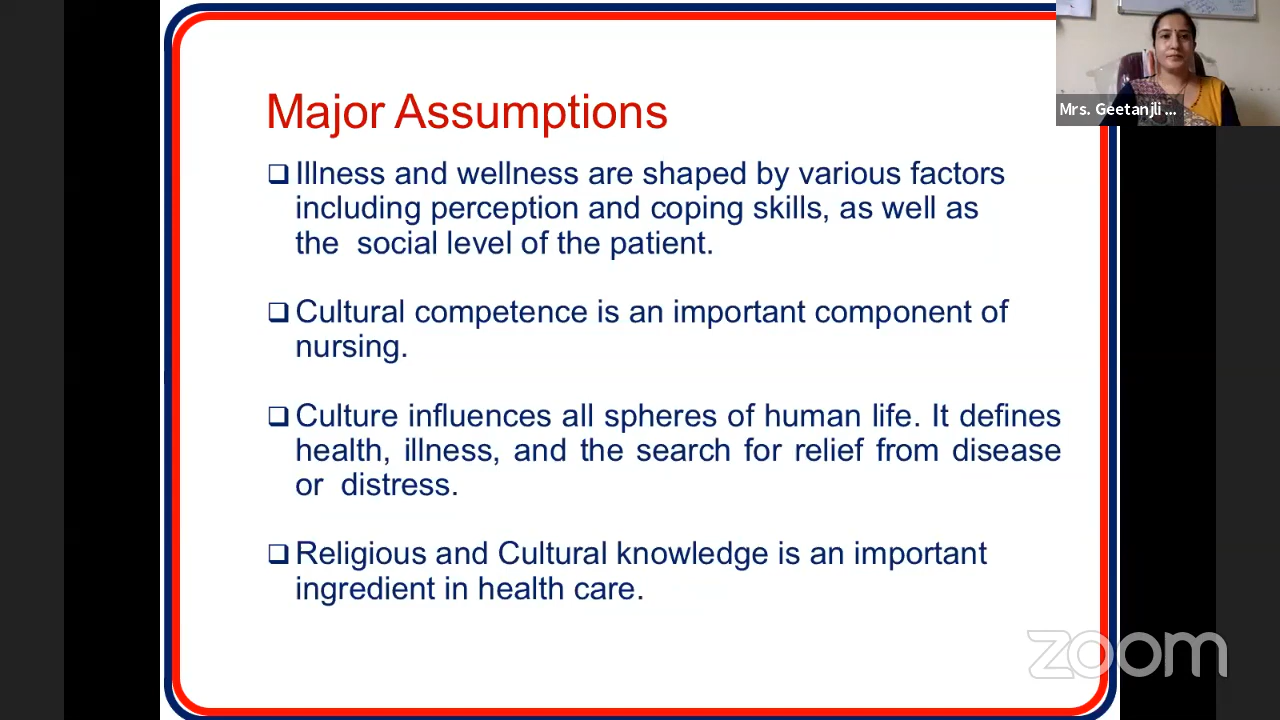 Major Assumptions
❑ Illness and wellness are shaped by various factors
including perception and coping skills, as well as
the  social level of the patient.
❑ Cultural competence is an important component of
nursing.
❑ Culture influences all spheres of human life. It defines
health, illness, and the search for relief from disease
or  distress.
❑ Religious and Cultural knowledge is an important
ingredient in health care.
Mrs. Geetanjli ...
zoom